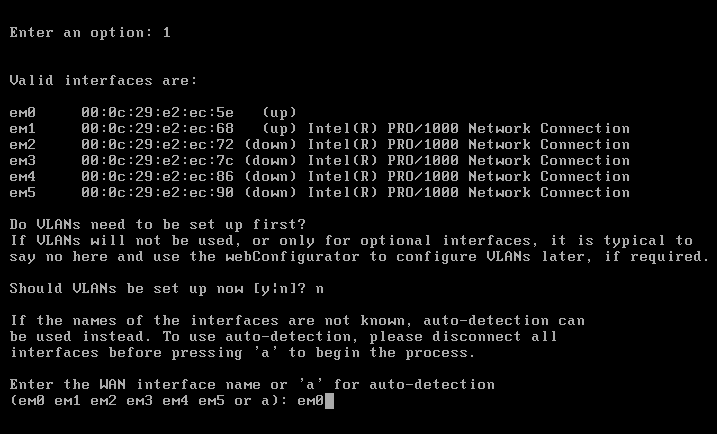 Enter an option: 1
Valid interfaces are:
em0     00:0c:29:e2:ec:5e   (up)
em1     00:0c:29:e2:ec:68   (up) Intel(R) PRO/1000 Network Connection
em2     00:0c:29:e2:ec:72 (down) Intel(R) PRO/1000 Network Connection
em3     00:0c:29:e2:ec:7c (down) Intel(R) PRO/1000 Network Connection
em4     00:0c:29:e2:ec:86 (down) Intel(R) PRO/1000 Network Connection
em5     00:0c:29:e2:ec:90 (down) Intel(R) PRO/1000 Network Connection
Do VLANs need to be set up first?
If VLANs will not be used, or only for optional interfaces, it is typical to
say no here and use the webConfigurator to configure VLANs later, if required.
Should VLANs be set up now [y|n]? n
If the names of the interfaces are not known, auto-detection can
be used instead. To use auto-detection, please disconnect all
interfaces before pressing 'a' to begin the process.
Enter the WAN interface name or 'a' for auto-detection
(em0 em1 em2 em3 em4 em5 or a): em0